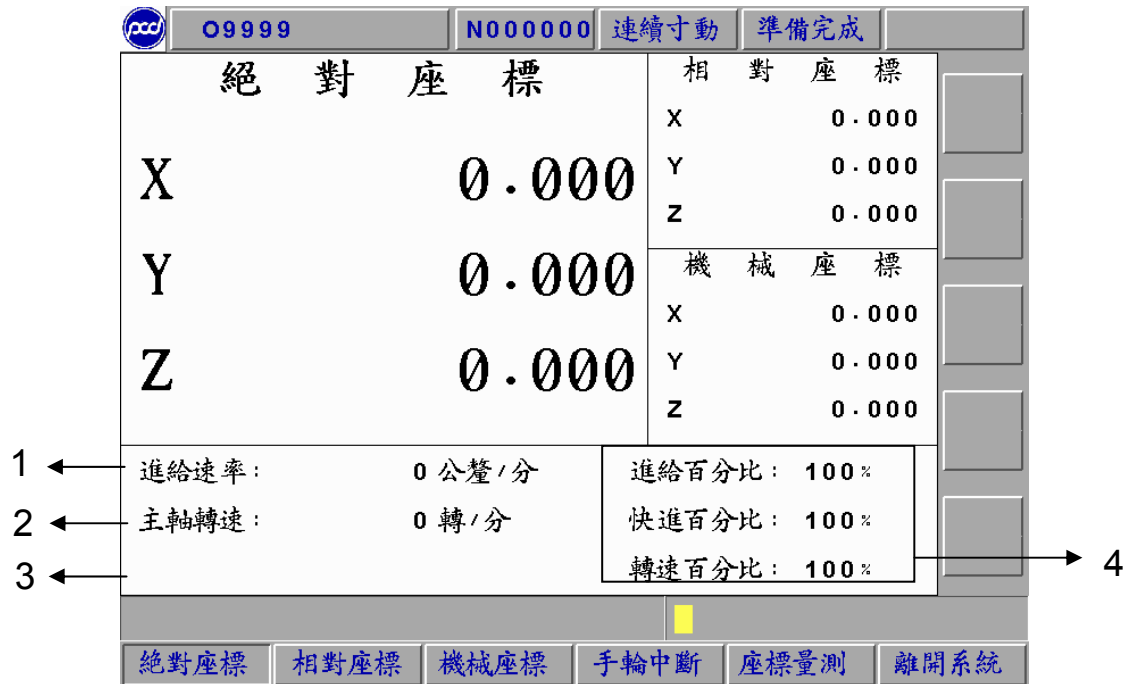 pcd O9999 N000000 連續寸動 準備完成
絕對座標
X 0.000
Y 0.000
Z 0.000
相對座標
X 0.000
Y 0.000
Z 0.000
機械座標
X 0.000
Y 0.000
Z 0.000
1 進給速率: 0 公釐/分
2 主軸轉速: 0 轉/分
3
進給百分比: 100%
快進百分比: 100%
轉速百分比: 100%
4
絕對座標 相對座標 機械座標 手輪中斷 座標量測 離開系統